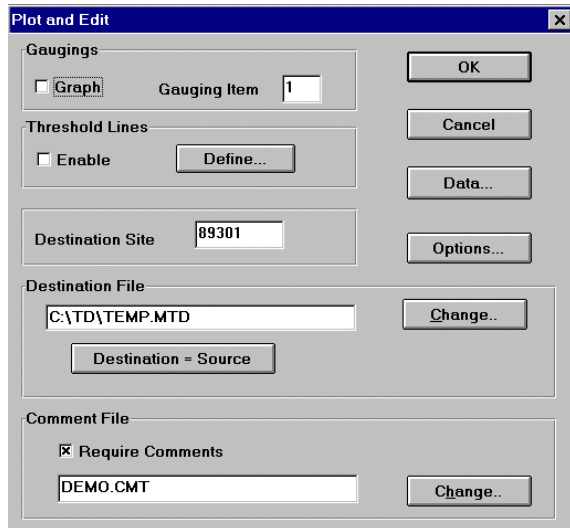 Plot and Edit
Gaugings
Graph Gauging Item 1
OK
Threshold Lines
Enable Define...
Cancel
Data...
Destination Site 89301
Options...
Destination File
C:\TD\TEMP.MTD Change..
Destination = Source
Comment File
Require Comments
DEMO.CMT Change..